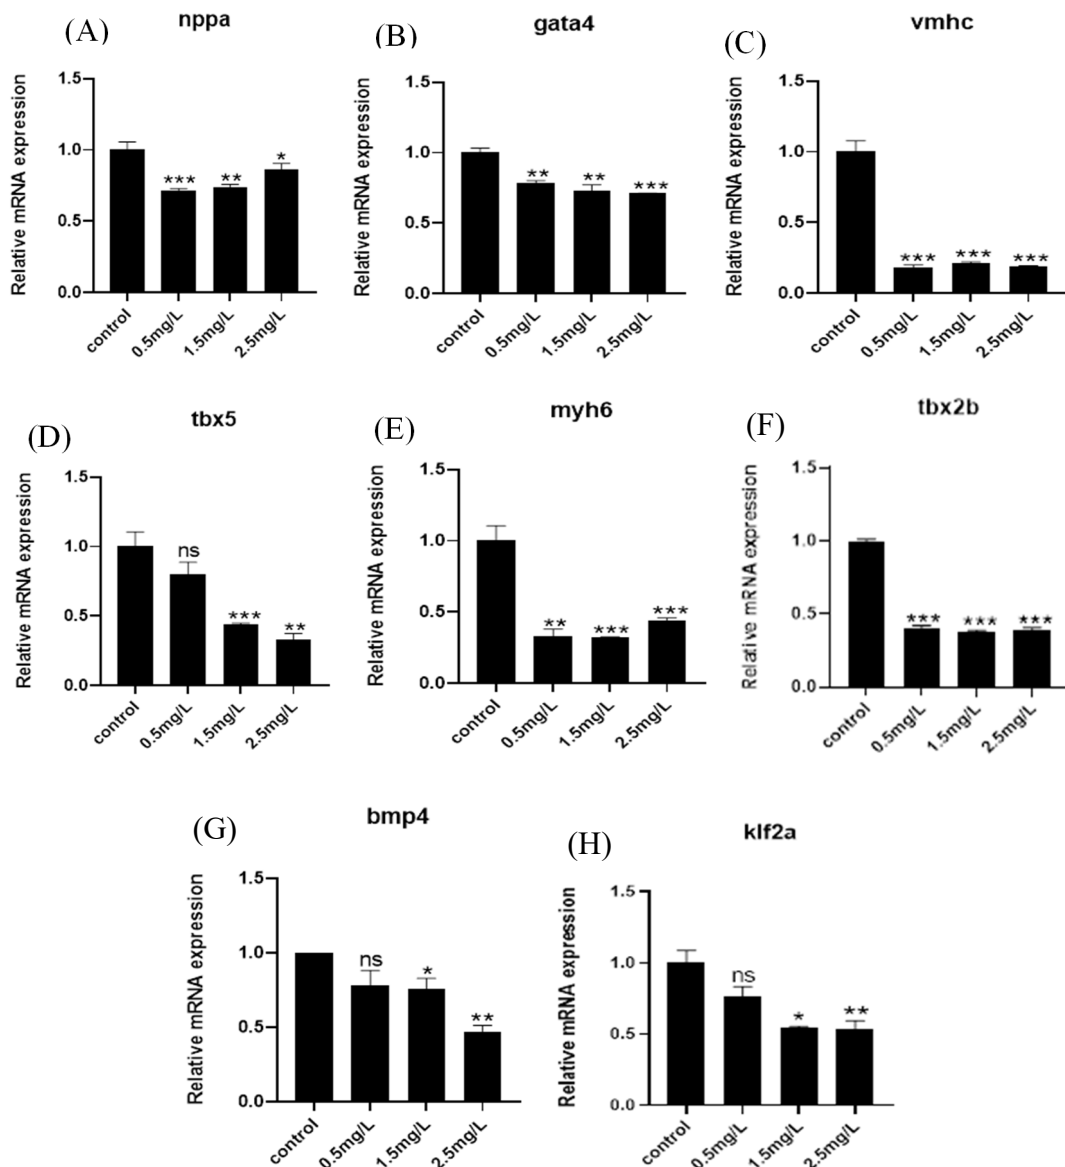 (A)
nppa
Relative mRNA expression
1.5
1.0
0.5
0.0
***
**
*
control
0.5mg/L
1.5mg/L
2.5mg/L
(B)
gata4
Relative mRNA expression
1.5
1.0
0.5
0.0
**
**
***
control
0.5mg/L
1.5mg/L
2.5mg/L
(C)
vmhc
Relative mRNA expression
1.5
1.0
0.5
0.0
***
***
***
control
0.5mg/L
1.5mg/L
2.5mg/L
(D)
tbx5
Relative mRNA expression
1.5
1.0
0.5
0.0
ns
***
**
control
0.5mg/L
1.5mg/L
2.5mg/L
(E)
myh6
Relative mRNA expression
1.5
1.0
0.5
0.0
**
***
***
control
0.5mg/L
1.5mg/L
2.5mg/L
(F)
tbx2b
Relative mRNA expression
1.5
1.0
0.5
0.0
***
***
***
control
0.5mg/L
1.5mg/L
2.5mg/L
(G)
bmp4
Relative mRNA expression
1.5
1.0
0.5
0.0
ns
*
**
control
0.5mg/L
1.5mg/L
2.5mg/L
(H)
klf2a
Relative mRNA expression
1.5
1.0
0.5
0.0
ns
*
**
control
0.5mg/L
1.5mg/L
2.5mg/L